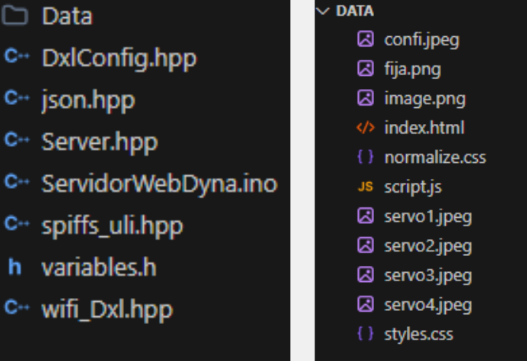 Data
DxlConfig.hpp
json.hpp
Server.hpp
ServidorWebDyna.ino
spiffs_uli.hpp
variables.h
wifi_Dxl.hpp
DATA
confi.jpeg
fija.png
image.png
index.html
normalize.css
script.js
servo1.jpeg
servo2.jpeg
servo3.jpeg
servo4.jpeg
styles.css